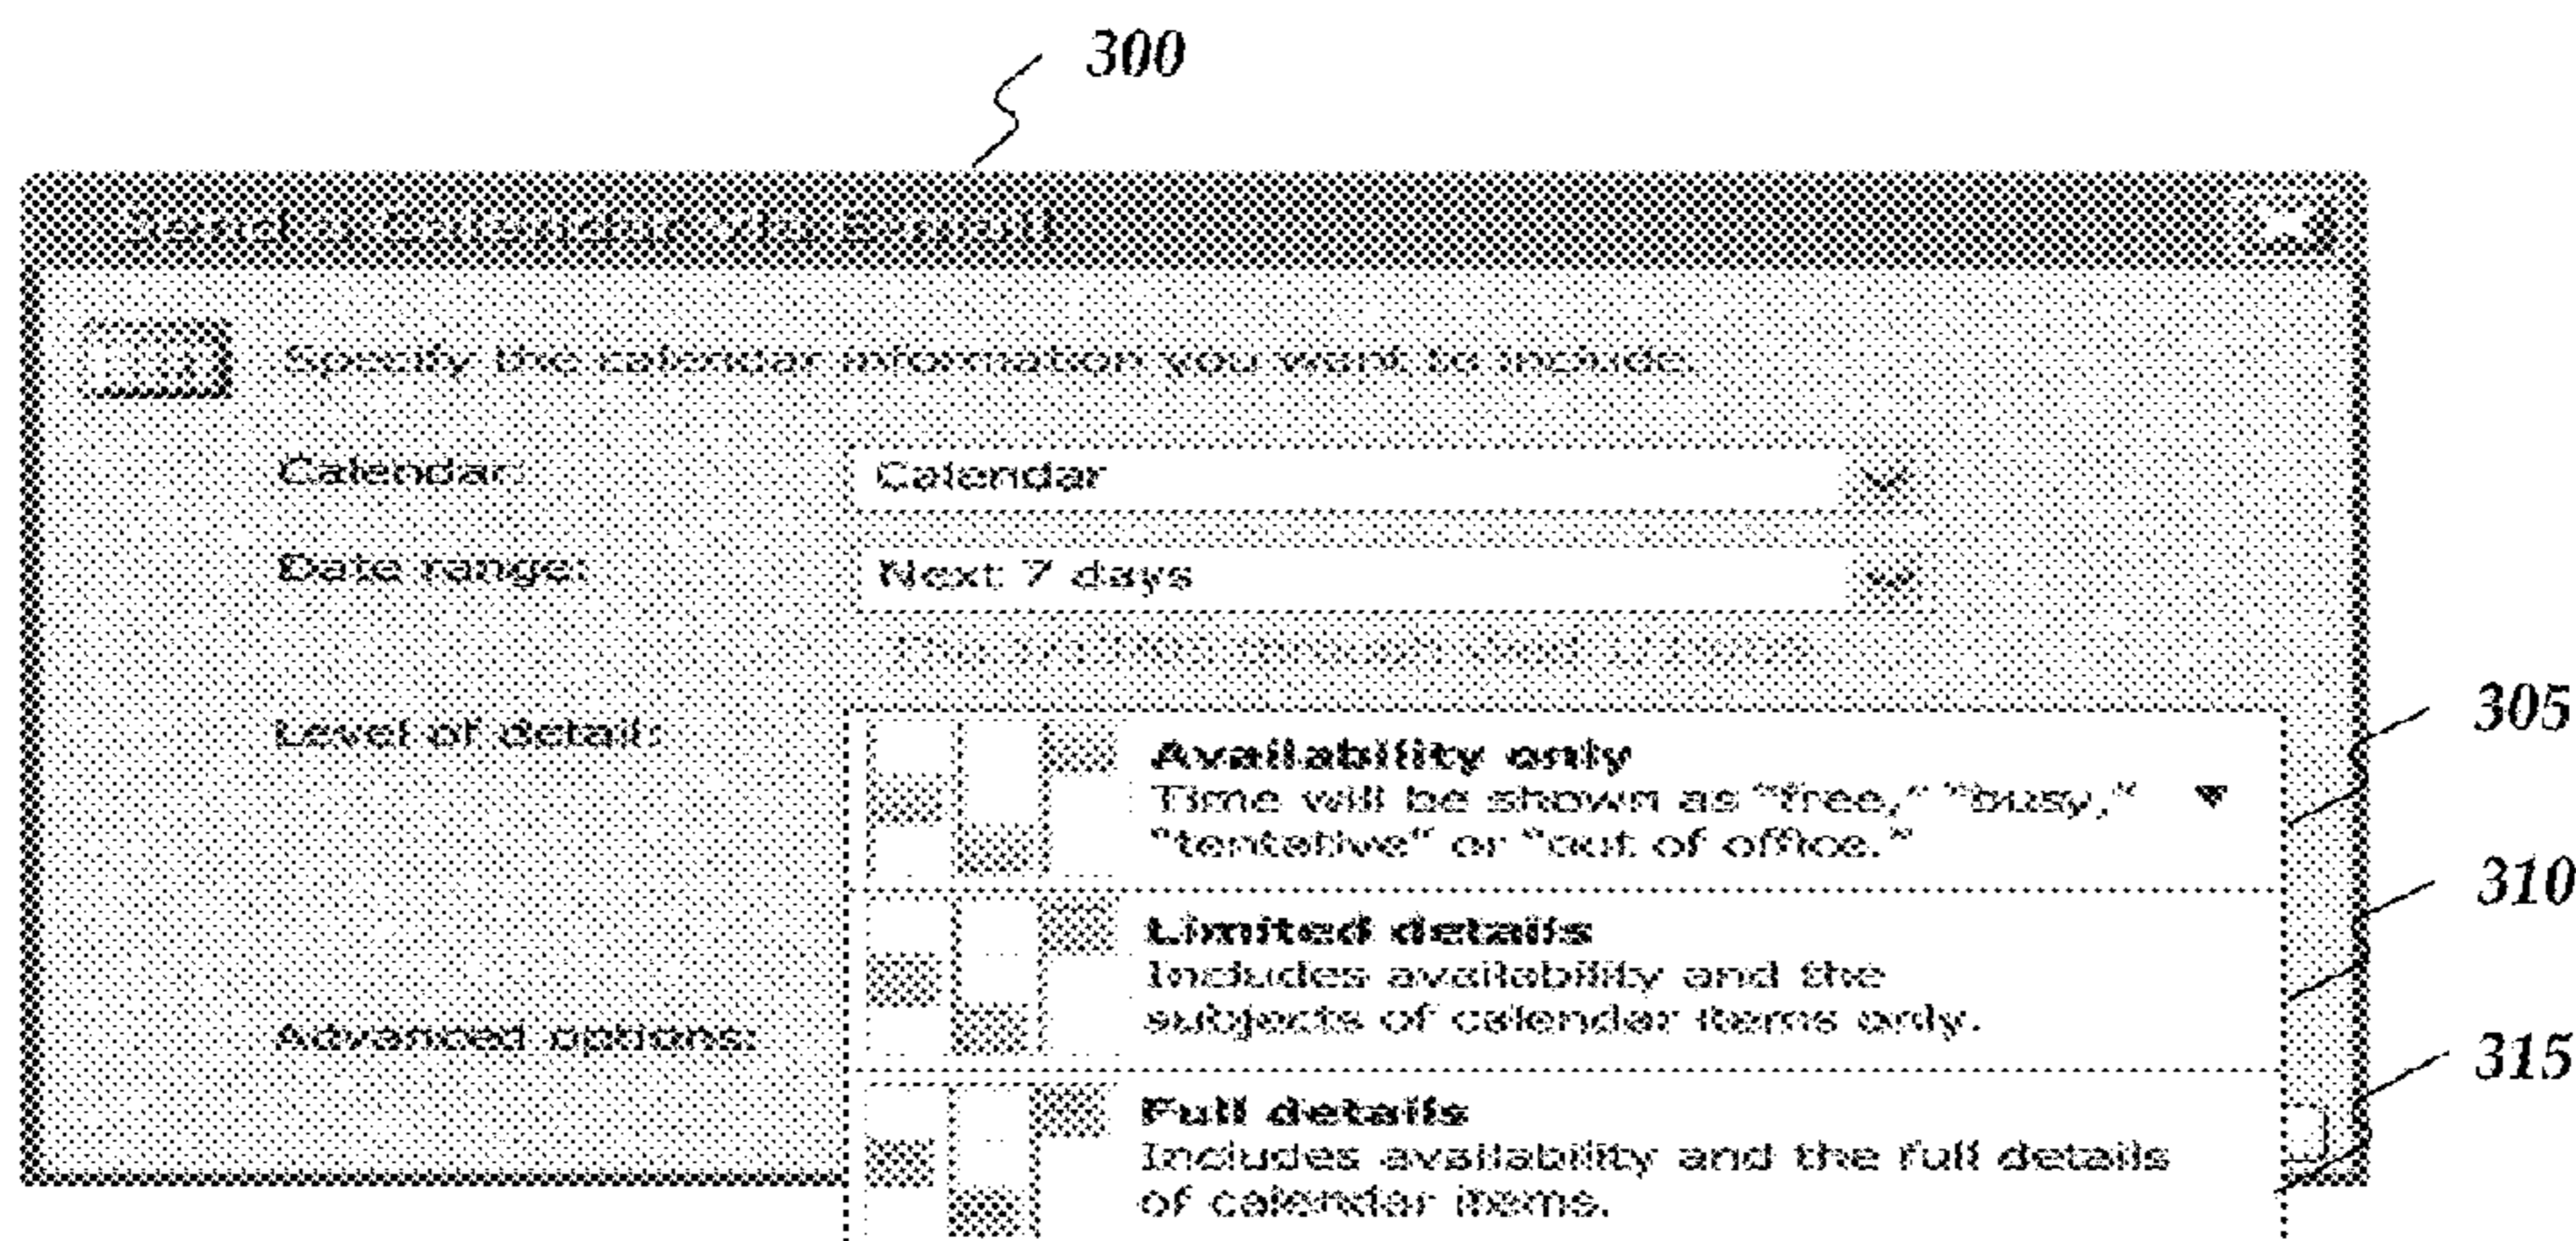 300
Send a Calendar via E-mail
Specify the calendar information you want to include.
Calendar:
Calendar
Date range:
Next 7 days
305
Level of detail:
Availability only
Time will be shown as "free," "busy,"
"tentative" or "out of office."
310
Limited details
Includes availability and the
subjects of calendar items only.
Advanced options:
315
Full details
Includes availability and the full details
of calendar items.